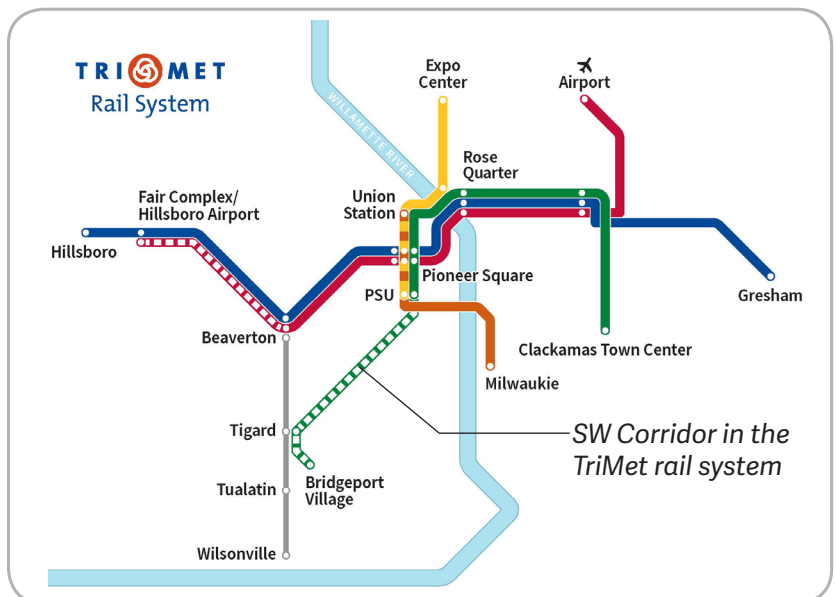 TRI MET
Rail System
WILLAMETTE RIVER
Expo
Center
Airport
Rose
Quarter
Union
Station
Fair Complex/
Hillsboro Airport
Hillsboro
Pioneer Square
PSU
Gresham
Beaverton
Clackamas Town Center
Milwaukie
Tigard
SW Corridor in the
TriMet rail system
Bridgeport
Village
Tualatin
Wilsonville